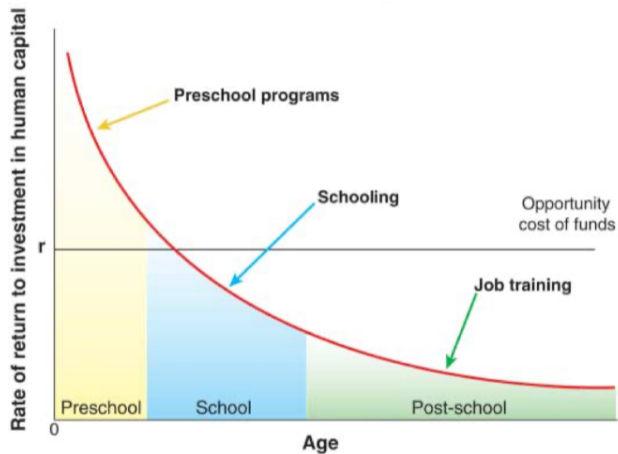 Rate of return to investment in human capital
Preschool programs
Schooling
Opportunity
cost of funds
r
Job training
Preschool
School
Post-school
0
Age